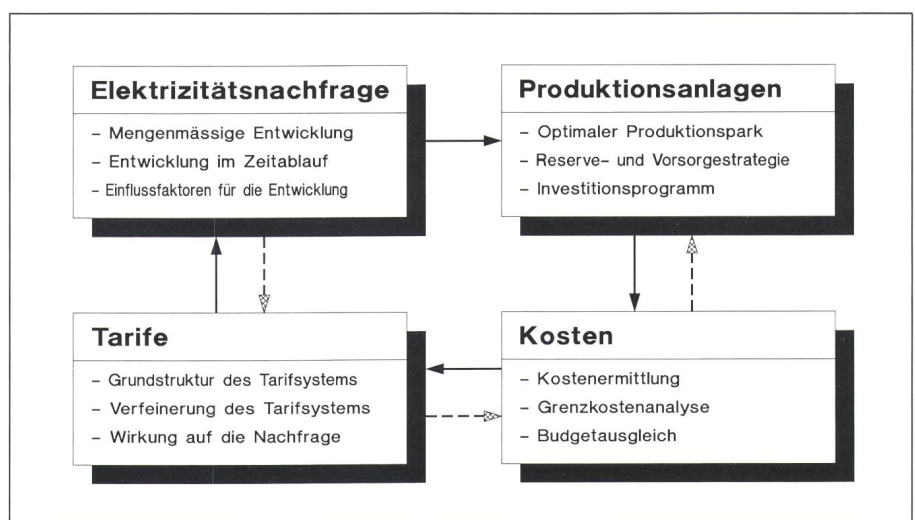 Elektrizitätsnachfrage
– Mengenmässige Entwicklung
– Entwicklung im Zeitablauf
– Einflussfaktoren für die Entwicklung
Produktionsanlagen
– Optimaler Produktionspark
– Reserve– und Vorsorgestrategie
– Investitionsprogramm
Tarife
– Grundstruktur des Tarifsystems
– Verfeinerung des Tarifsystems
– Wirkung auf die Nachfrage
Kosten
– Kostenermittlung
– Grenzkostenanalyse
– Budgetausgleich